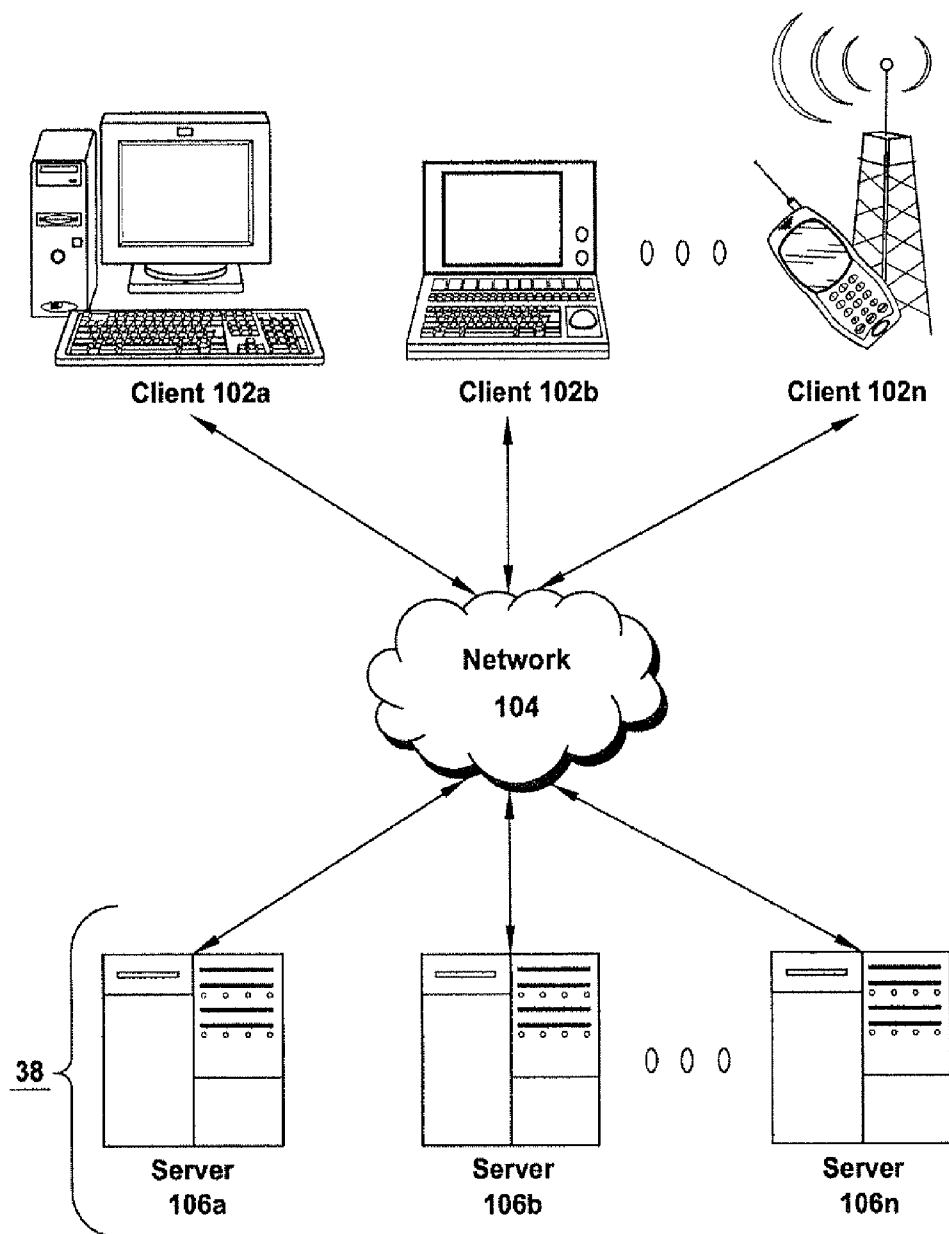 Client 102a
Client 102b
Client 102n
Network
104
38
Server
106a
Server
106b
Server
106n